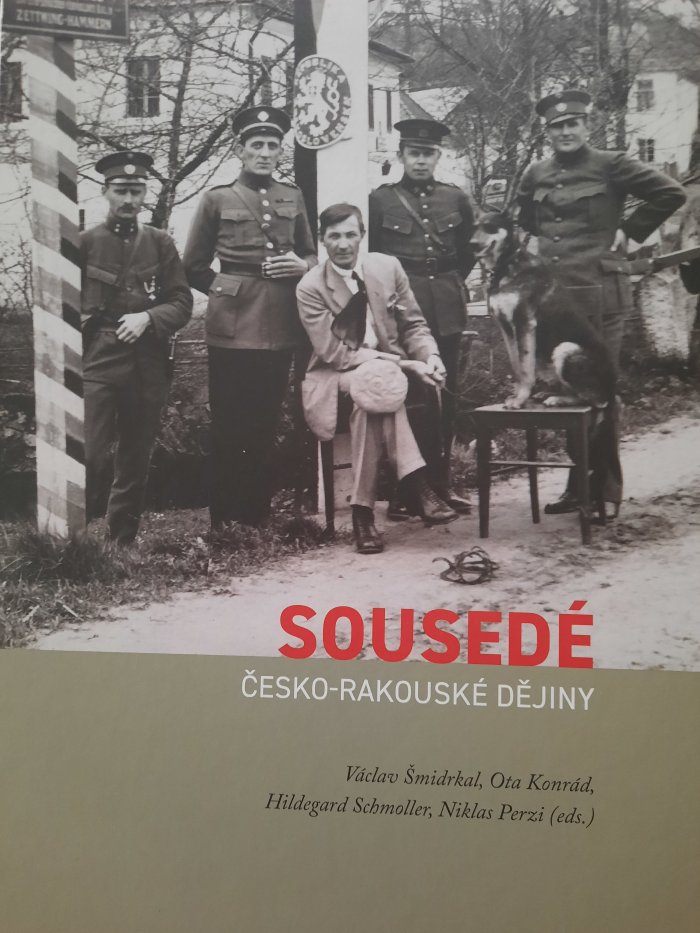 ZETTWING-HAMMERN
SOUSEDÉ
ČESKO-RAKOUSKÉ DĚJINY
Václav Šmidrkal, Ota Konrád,
Hildegard Schmoller, Niklas Perzi (eds.)